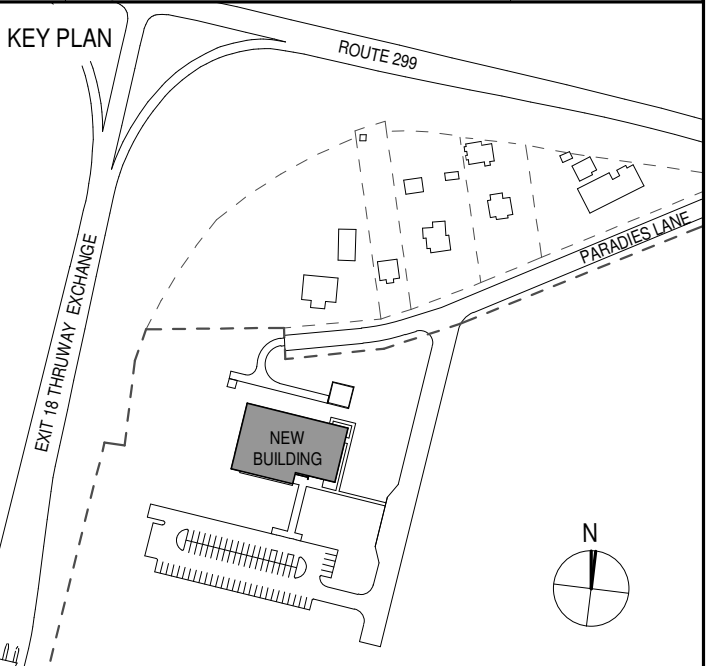 KEY PLAN
ROUTE 299
PARADIES LANE
EXIT 18 THRUWAY EXCHANGE
NEW
BUILDING
N